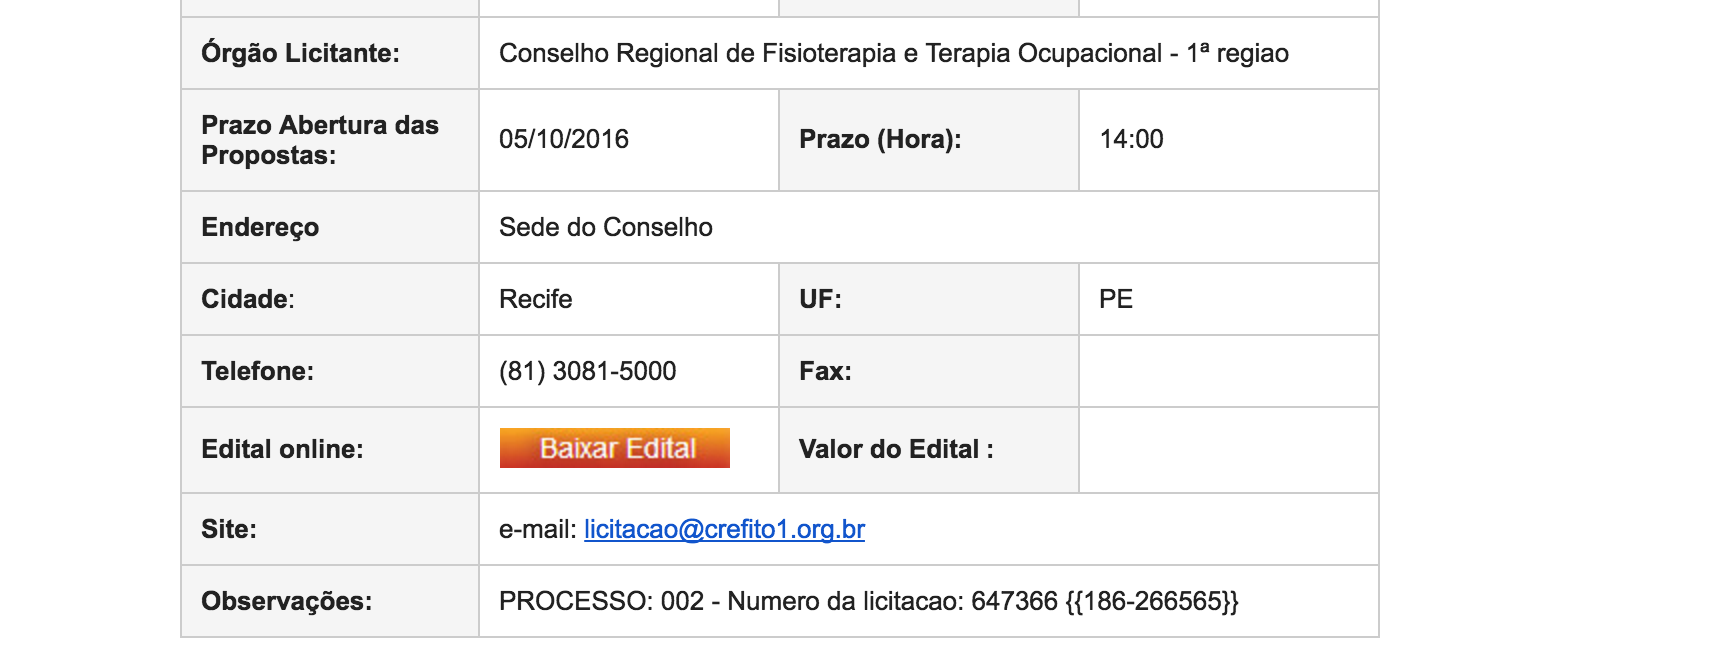 Órgão Licitante: Conselho Regional de Fisioterapia e Terapia Ocupacional - 1ª regiao
Prazo Abertura das
Propostas: 05/10/2016 Prazo (Hora): 14:00
Endereço Sede do Conselho
Cidade: Recife UF: PE
Telefone: (81) 3081-5000 Fax:
Edital online: Baixar Edital Valor do Edital :
Site: e-mail: licitacao@crefito1.org.br
Observações: PROCESSO: 002 - Numero da licitacao: 647366 {{186-266565}}